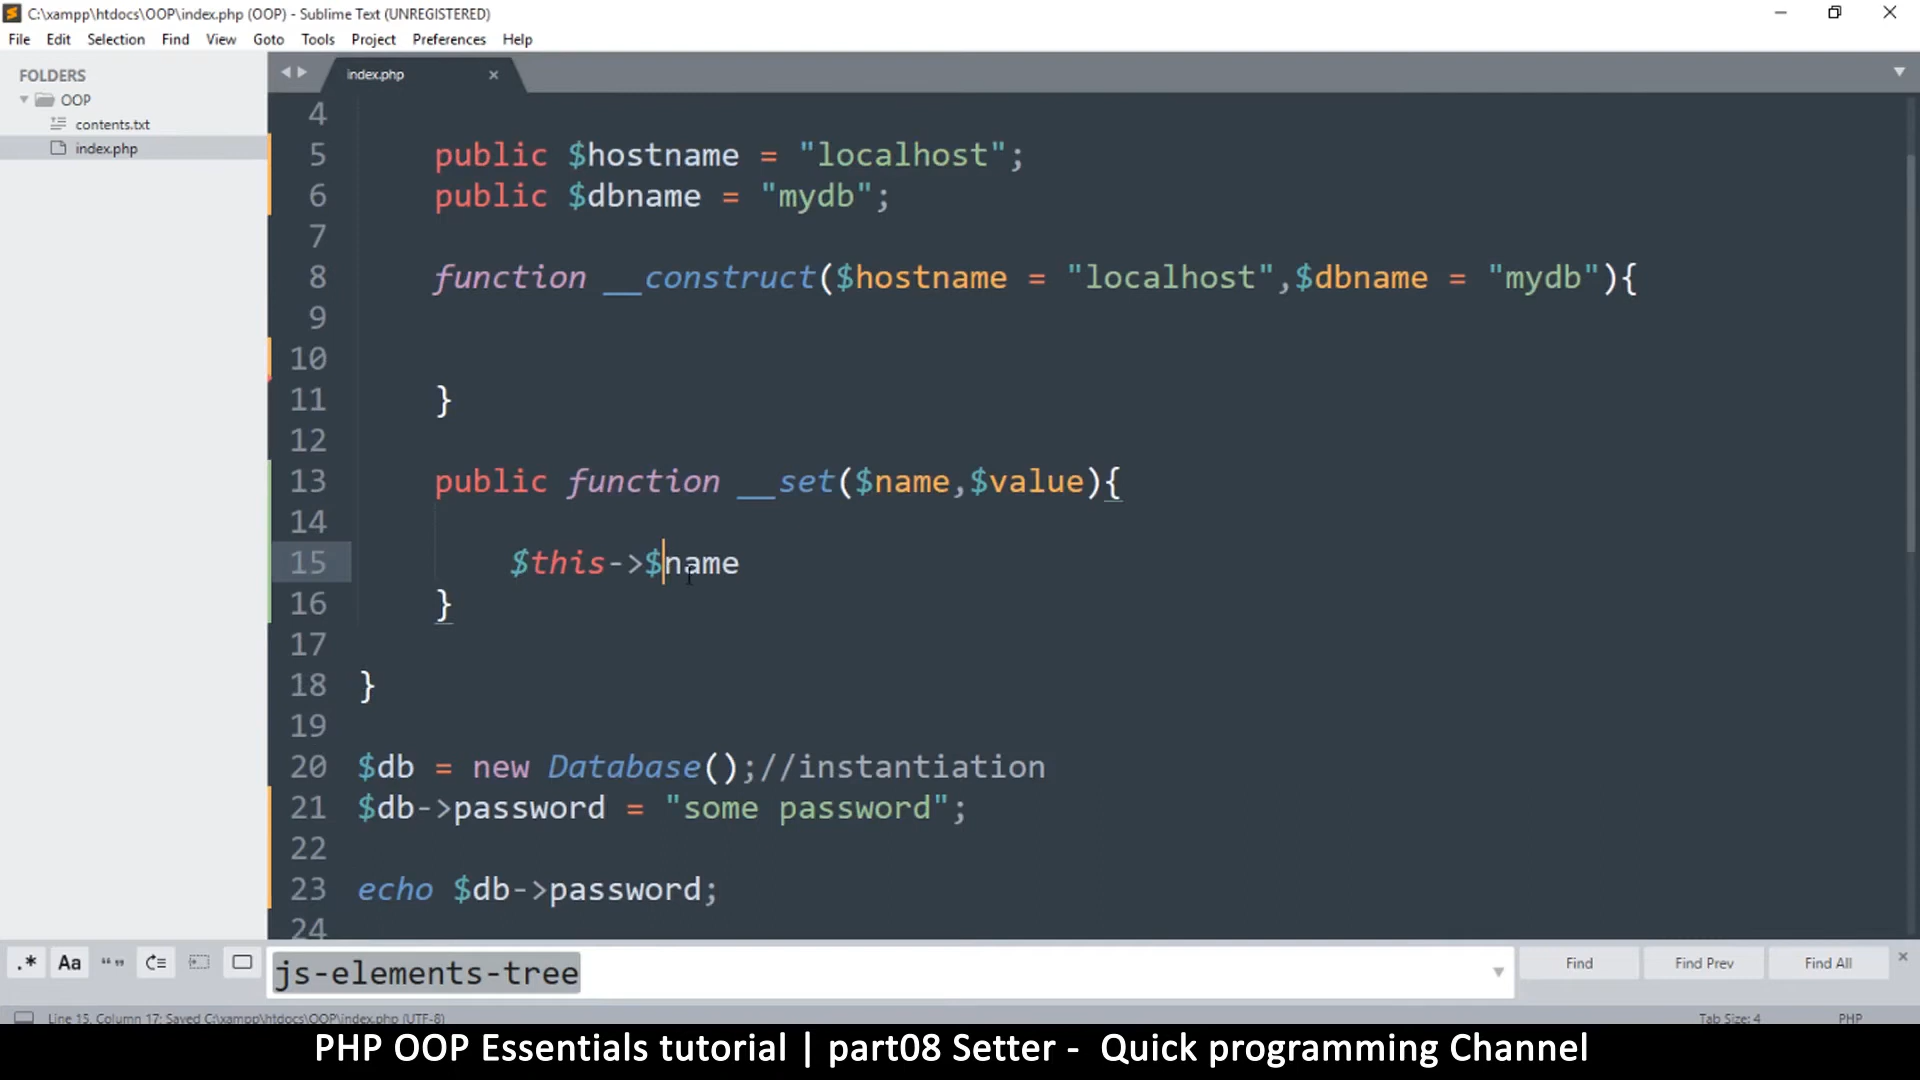 C:\xampp\htdocs\OOP\index.php (OOP) - Sublime Text (UNREGISTERED)
File Edit Selection Find View Goto Tools Project Preferences Help
FOLDERS
OOP
contents.txt
index.php
index.php
4
5 public $hostname = "localhost";
6 public $dbname = "mydb";
7
8 function __construct($hostname = "localhost",$dbname = "mydb"){
9
10
11 }
12
13 public function __set($name,$value){
14
15 $this->$name
16 }
17
18 }
19
20 $db = new Database();//instantiation
21 $db->password = "some password";
22
23 echo $db->password;
24
.* Aa “”
js-elements-tree
Find Find Prev Find All
Line 15, Column 17; Saved C:\xampp\htdocs\OOP\index.php (UTF-8) Tab Size: 4 PHP
PHP OOP Essentials tutorial | part08 Setter - Quick programming Channel